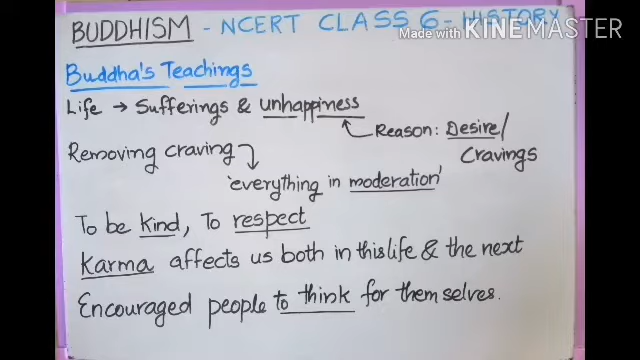 BUDDHISM - NCERT CLASS 6 - HISTORY
Made with KINEMASTER
Buddha's Teachings
Life → Sufferings & unhappiness
Reason: Desire/
Cravings
Removing craving
'everything in moderation'
To be kind, To respect
Karma affects us both in this life & the next
Encouraged people to think for themselves.